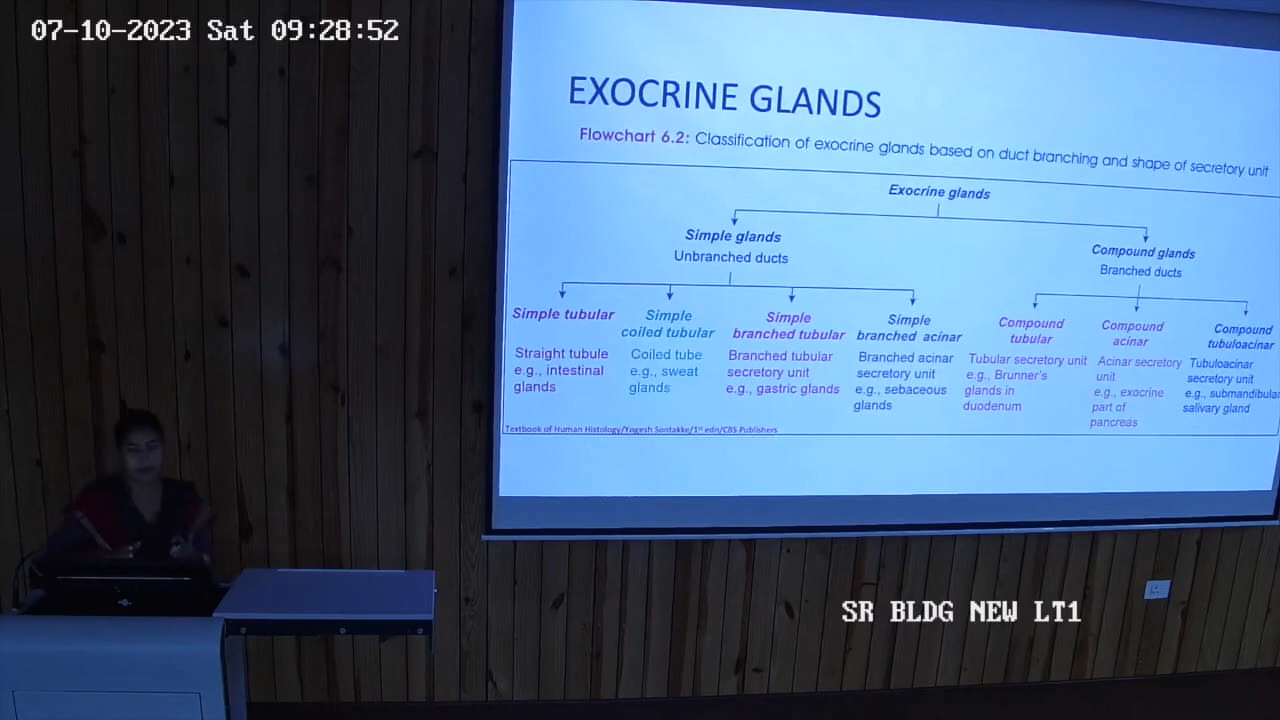 07-10-2023 Sat 09:28:52
EXOCRINE GLANDS
Flowchart 6.2: Classification of exocrine glands based on duct branching and shape of secretory unit
Exocrine glands
Simple glands
Unbranched ducts
Compound glands
Branched ducts
Simple tubular
Straight tubule
e.g., intestinal
glands
Simple
coiled tubular
Coiled tube
e.g., sweat
glands
Simple
branched tubular
Branched tubular
secretory unit
e.g., gastric glands
Simple
branched acinar
Branched acinar
secretory unit
e.g., sebaceous
glands
Compound
tubular
Tubular secretory unit
e.g., Brunner's
glands in
duodenum
Compound
acinar
Acinar secretory
unit
e.g., exocrine
part of
pancreas
Compound
tubuloacinar
Tubuloacinar
secretory unit
e.g., submandibular
salivary gland
Textbook of Human Histology/Yogesh Sontakke/1st edn/CBS Publishers
SR BLDG NEW LT1